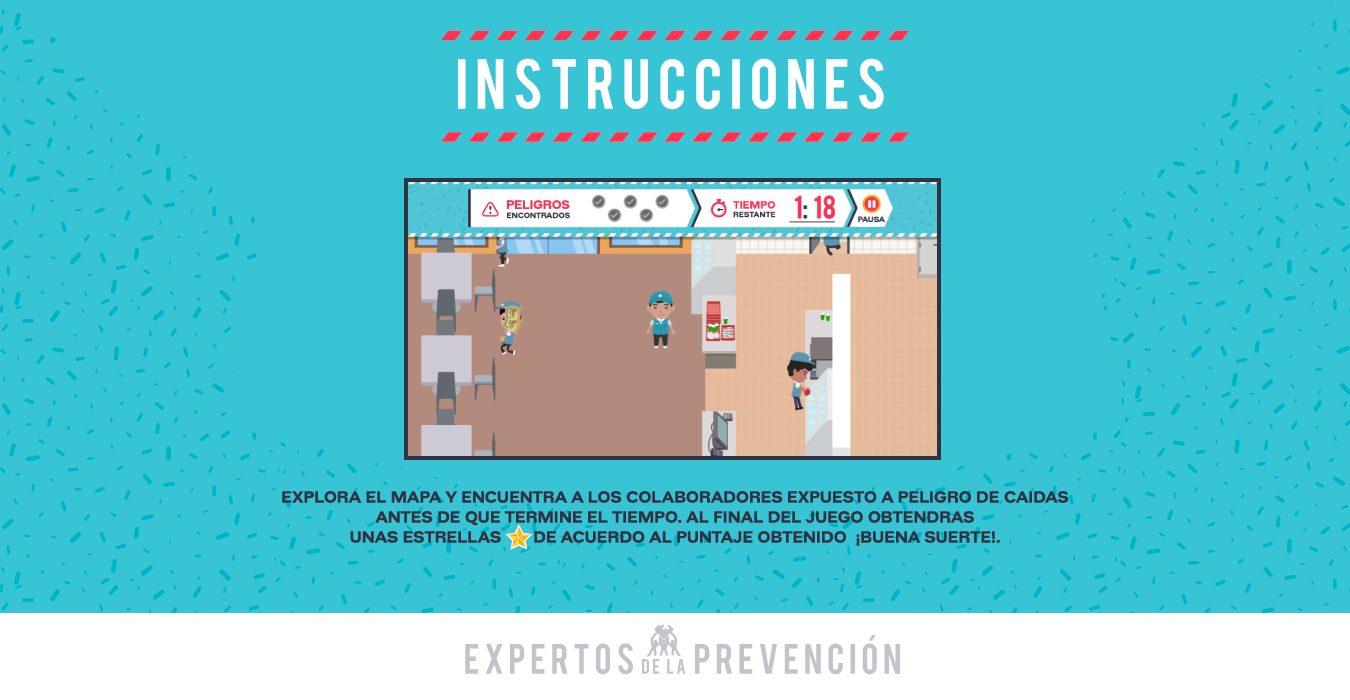 INSTRUCCIONES
PELIGROS
ENCONTRADOS
TIEMPO
RESTANTE
1:18
PAUSA
EXPLORA EL MAPA Y ENCUENTRA A LOS COLABORADORES EXPUESTO A PELIGRO DE CAIDAS
ANTES DE QUE TERMINE EL TIEMPO. AL FINAL DEL JUEGO OBTENDRAS
UNAS ESTRELLAS DE ACUERDO AL PUNTAJE OBTENIDO ¡BUENA SUERTE!.
EXPERTOS DE LA PREVENCIÓN